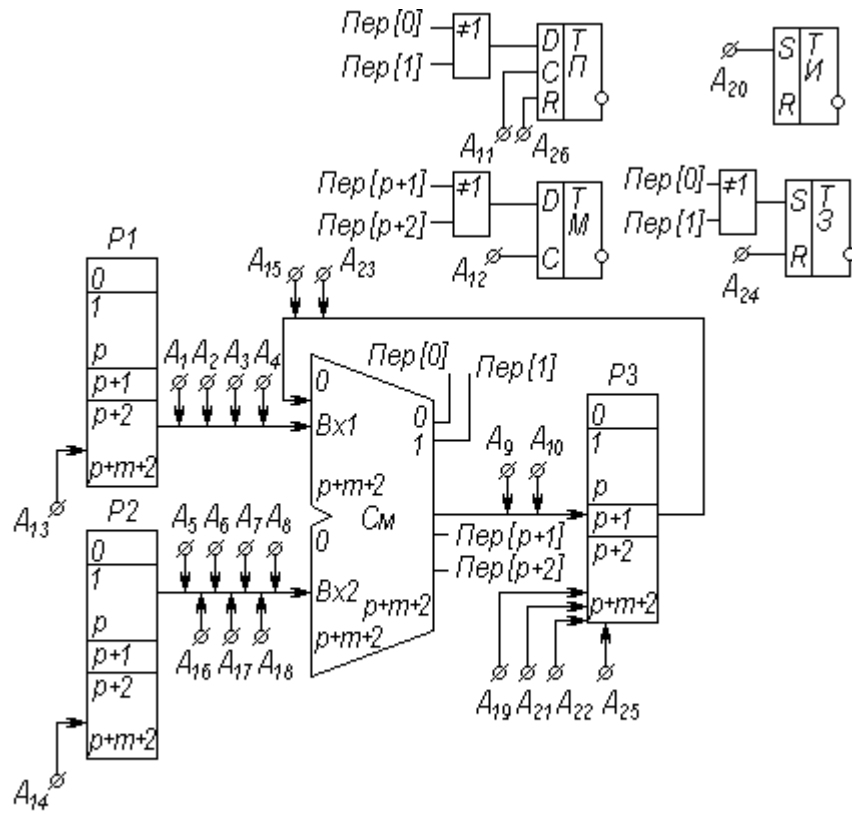 Пер[0]
Пер[1]
≠1
D T
C П
R
A11
A26
S T
И
R
A20
Пер[p+1]
Пер[p+2]
≠1
D T
М
C
A12
Пер[0]
Пер[1]
≠1
S T
З
R
A24
P1
0
1
p
p+1
p+2
p+m+2
A13
A1 A2 A3 A4
A15 A23
0
Вх1
p+m+2
См
0
Вх2
p+m+2
0
1
p+m+2
Пер[0]
Пер[1]
A9 A10
Пер[p+1]
Пер[p+2]
P3
0
1
p
p+1
p+2
p+m+2
A19 A21 A22 A25
P2
0
1
p
p+1
p+2
p+m+2
A14
A5 A6 A7 A8
A16 A17 A18